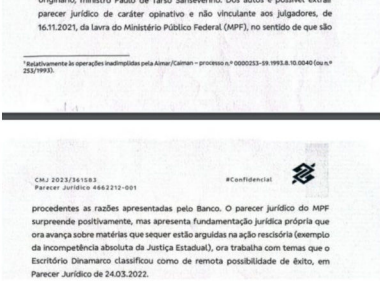 originário, ministro Paulo de Tarso Sanseverino. Dos autos é possível extrair
parecer jurídico de caráter opinativo e não vinculante aos julgadores, de
16.11.2021, da lavra do Ministério Público Federal (MPF), no sentido de que são
¹ Relativamente às operações inadimplidas pela Aimar/Caiman – processo n.º 0000253-59.1993.8.10.0040 (ou n.º
253/1993).
CMJ 2023/361583
#Confidencial
Parecer Jurídico 4662212-001
procedentes as razões apresentadas pelo Banco. O parecer jurídico do MPF
surpreende positivamente, mas apresenta fundamentação jurídica própria que
ora avança sobre matérias que sequer estão arguidas na ação rescisória (exemplo
da incompetência absoluta da Justiça Estadual), ora trabalha com temas que o
Escritório Dinamarco classificou como de remota possibilidade de êxito, em
Parecer Jurídico de 24.03.2022.